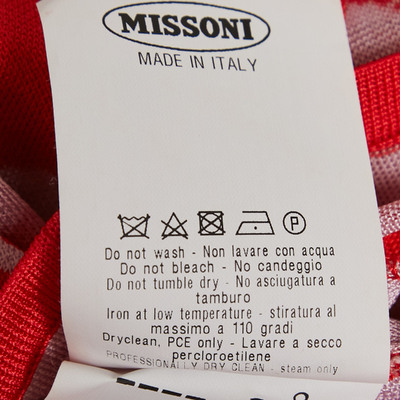 MISSONI
MADE IN ITALY
P
Do not wash - Non lavare con acqua
Do not bleach - No candeggio
Do not tumble dry - No asciugatura a
tamburo
Iron at low temperature - stiratura al
massimo a 110 gradi
Dryclean, PCE only - Lavare a secco
percloroetilene
PROFESSIONALLY DRY CLEAN - steam only